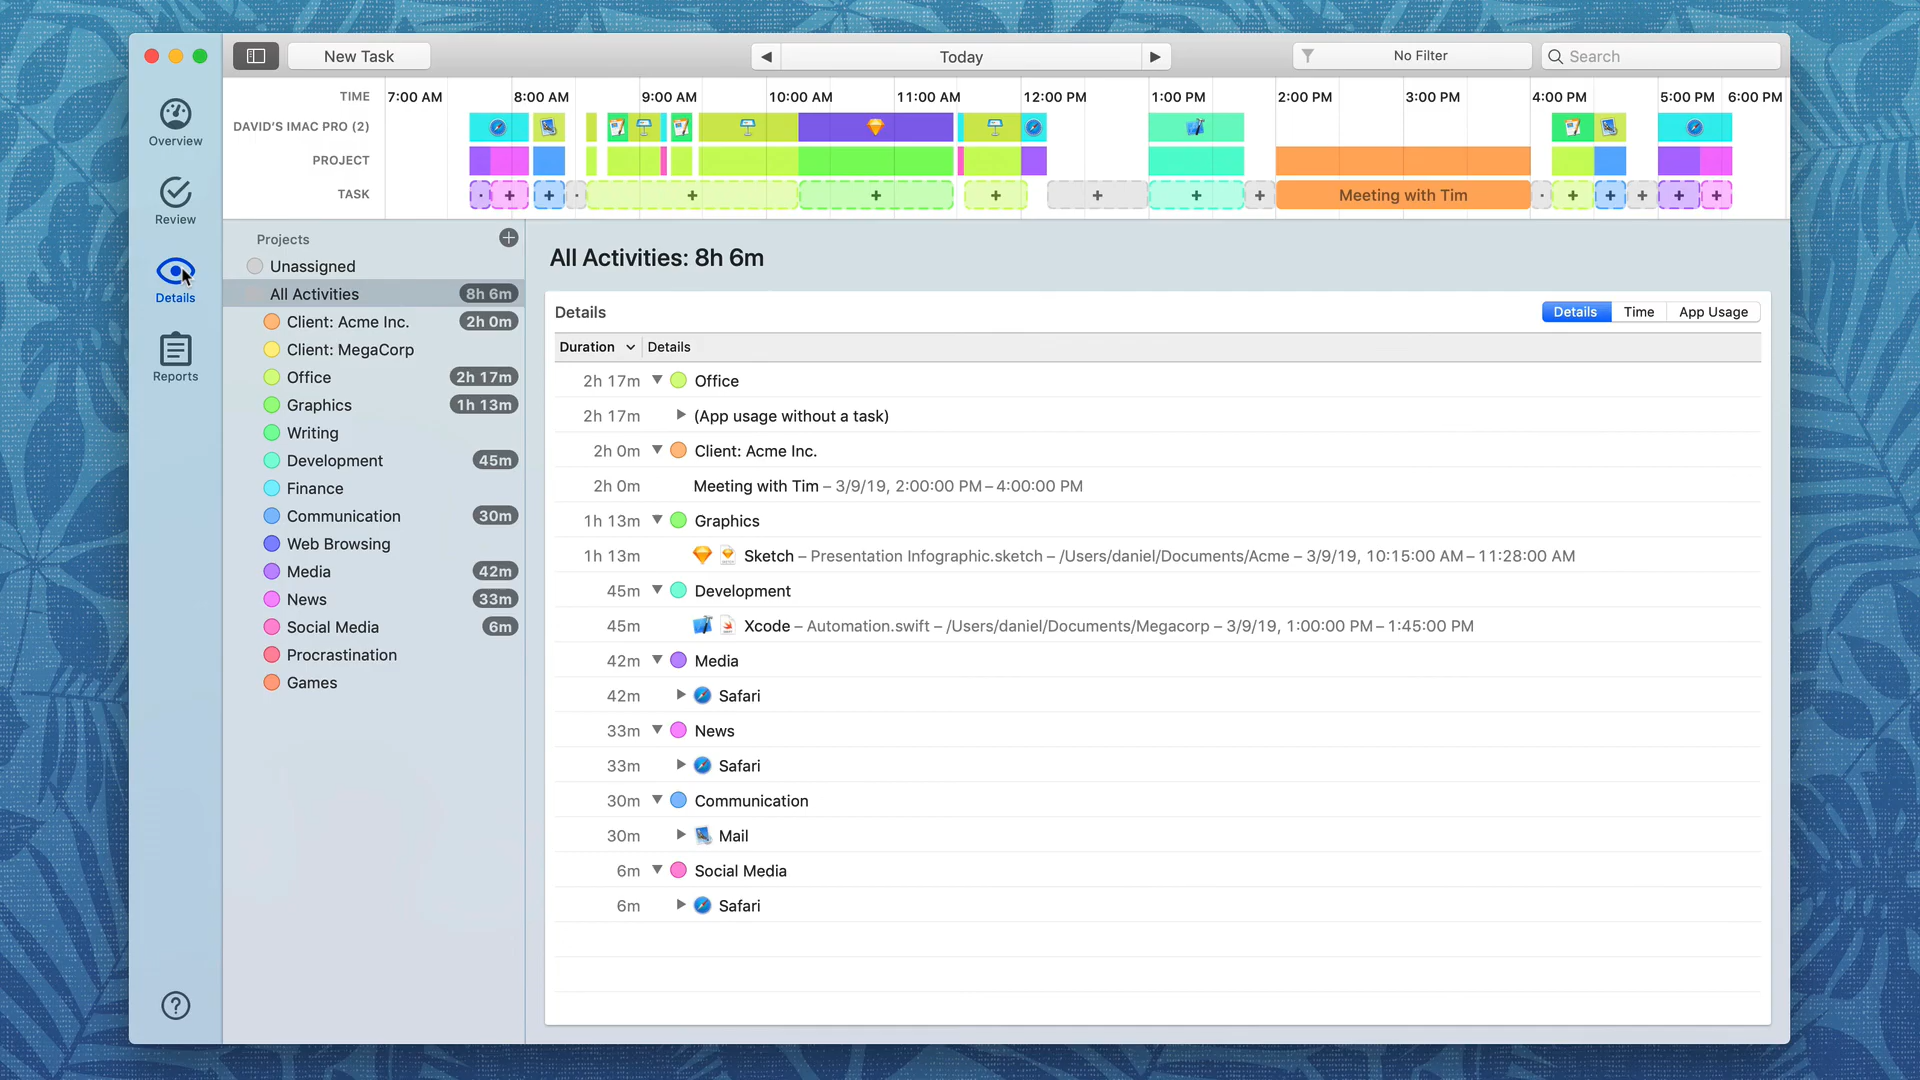 New Task
Today
No Filter
Search
Overview
Review
Details
Reports
TIME 7:00 AM 8:00 AM 9:00 AM 10:00 AM 11:00 AM 12:00 PM 1:00 PM 2:00 PM 3:00 PM 4:00 PM 5:00 PM 6:00 PM
DAVID'S IMAC PRO (2)
PROJECT
TASK Meeting with Tim
Projects
Unassigned
All Activities 8h 6m
Client: Acme Inc. 2h 0m
Client: MegaCorp
Office 2h 17m
Graphics 1h 13m
Writing
Development 45m
Finance
Communication 30m
Web Browsing
Media 42m
News 33m
Social Media 6m
Procrastination
Games
All Activities: 8h 6m
Details Details Time App Usage
Duration Details
2h 17m Office
2h 17m (App usage without a task)
2h 0m Client: Acme Inc.
2h 0m Meeting with Tim – 3/9/19, 2:00:00 PM – 4:00:00 PM
1h 13m Graphics
1h 13m Sketch – Presentation Infographic.sketch – /Users/daniel/Documents/Acme – 3/9/19, 10:15:00 AM – 11:28:00 AM
45m Development
45m Xcode – Automation.swift – /Users/daniel/Documents/Megacorp – 3/9/19, 1:00:00 PM – 1:45:00 PM
42m Media
42m Safari
33m News
33m Safari
30m Communication
30m Mail
6m Social Media
6m Safari